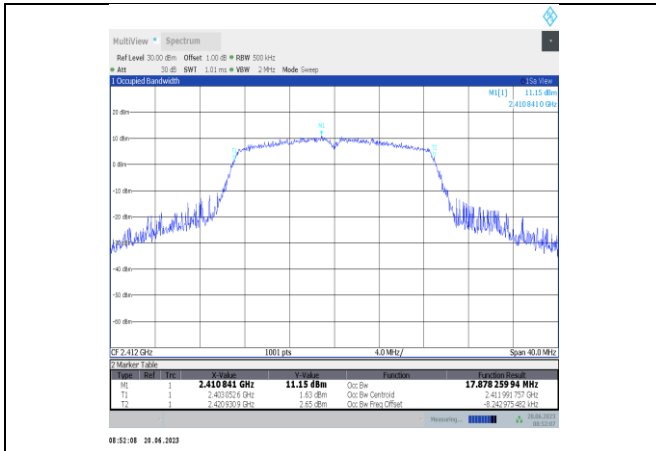 MultiView Spectrum
Ref Level 30.00 dBm Offset 1.00 dB RBW 500 kHz
Att 30 dB SWT 1.01 ms VBW 2 MHz Mode Sweep
1 Occupied Bandwidth 1Sa View
M1[1] 11.15 dBm
2.410 841 0 GHz
20 dBm
M1
10 dBm
T1 T2
0 dBm
-10 dBm
-20 dBm
-30 dBm
-40 dBm
-50 dBm
-60 dBm
CF 2.412 GHz 1001 pts 4.0 MHz/ Span 40.0 MHz
2 Marker Table
Type Ref Trc X-Value Y-Value Function Function Result
M1 1 2.410 841 GHz 11.15 dBm Occ Bw 17.878 259 94 MHz
T1 1 2.403 052 6 GHz 1.63 dBm Occ Bw Centroid 2.411 991 757 GHz
T2 1 2.420 930 9 GHz 2.65 dBm Occ Bw Freq Offset -8.242 975 482 kHz
Measuring... 20.06.2023
08:52:07
08:52:08 20.06.2023